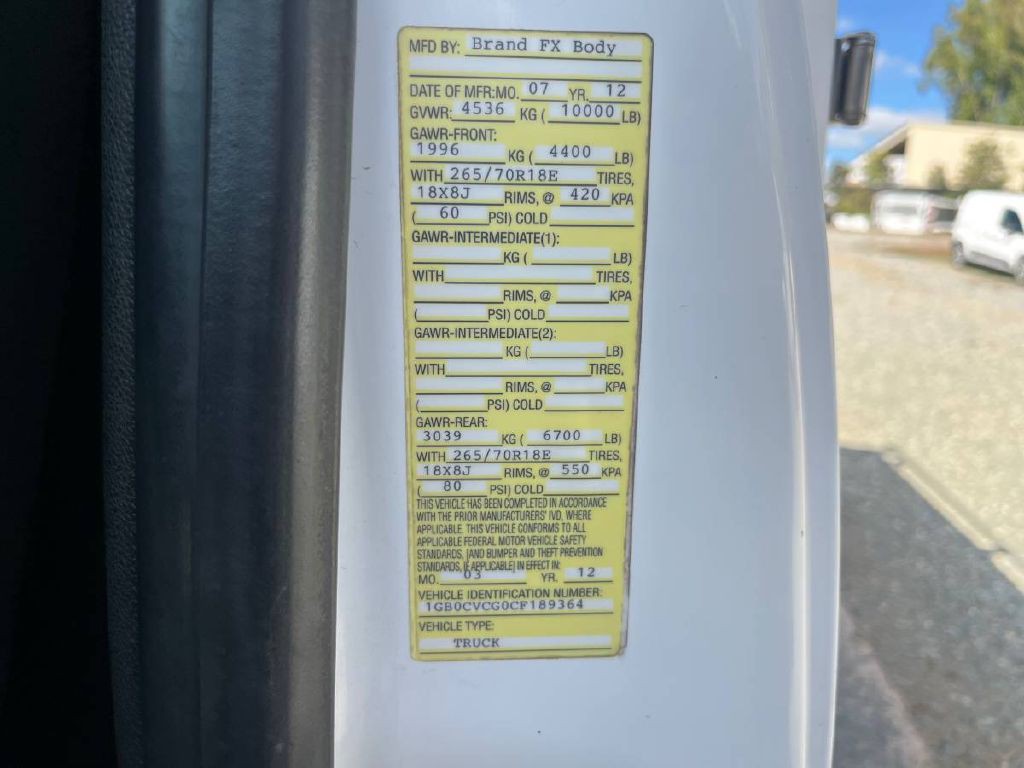 MFD BY: Brand FX Body
DATE OF MFR:MO. 07 YR. 12
GVWR: 4536 KG ( 10000 LB)
GAWR-FRONT:
1996 KG ( 4400 LB)
WITH 265/70R18E TIRES,
18X8J RIMS, @ 420 KPA
( 60 PSI) COLD
GAWR-INTERMEDIATE(1):
KG ( LB)
WITH TIRES,
RIMS, @ KPA
( PSI) COLD
GAWR-INTERMEDIATE(2):
KG ( LB)
WITH TIRES,
RIMS, @ KPA
( PSI) COLD
GAWR-REAR:
3039 KG ( 6700 LB)
WITH 265/70R18E TIRES,
18X8J RIMS, @ 550 KPA
( 80 PSI) COLD
THIS VEHICLE HAS BEEN COMPLETED IN ACCORDANCE
WITH THE PRIOR MANUFACTURERS' IVD, WHERE
APPLICABLE. THIS VEHICLE CONFORMS TO ALL
APPLICABLE FEDERAL MOTOR VEHICLE SAFETY
STANDARDS, [AND BUMPER AND THEFT PREVENTION
STANDARDS, IF APPLICABLE] IN EFFECT IN:
MO. 03 YR. 12
VEHICLE IDENTIFICATION NUMBER:
1GB0CVCG0CF189364
VEHICLE TYPE:
TRUCK